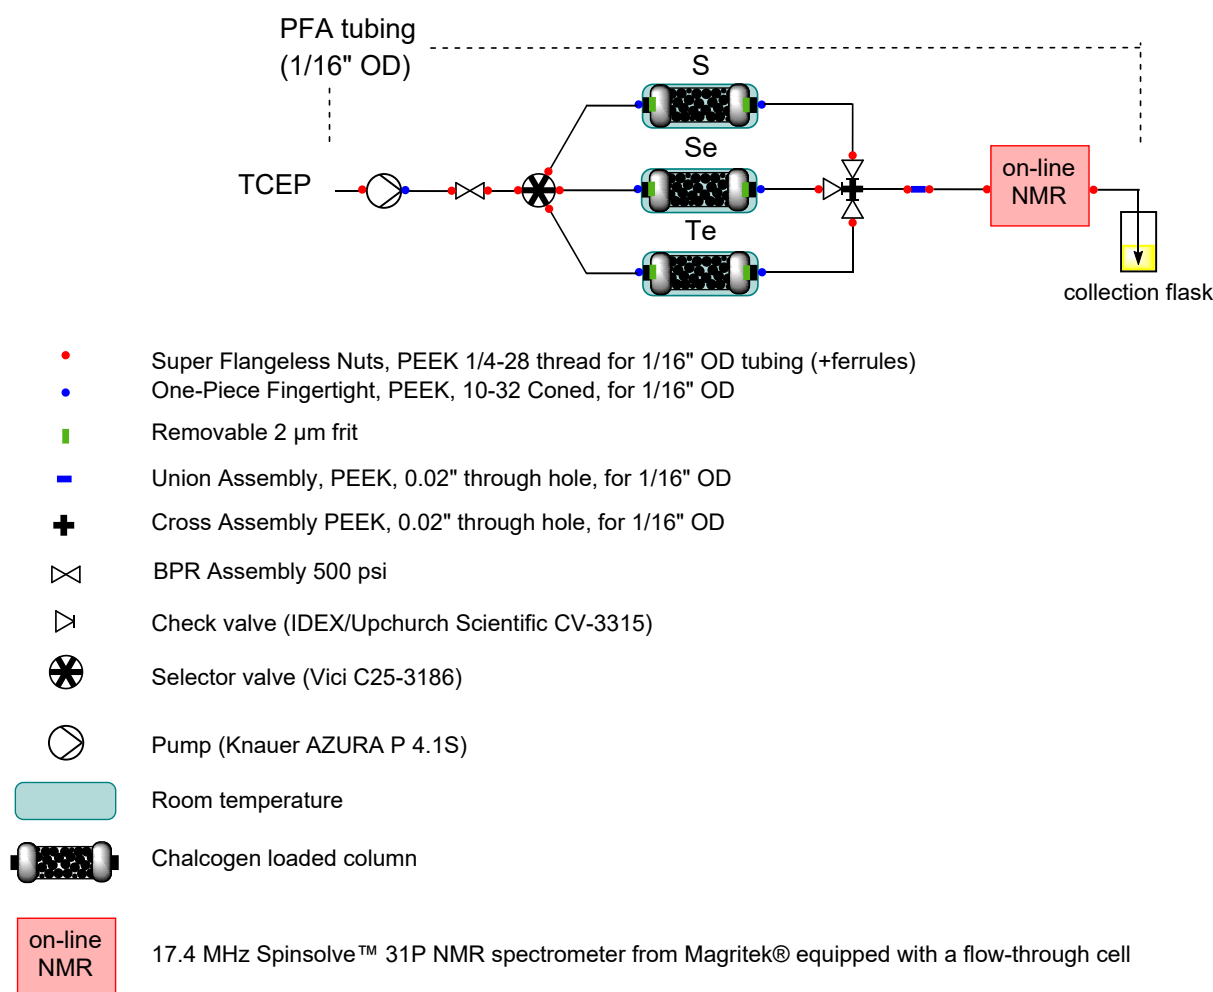 PFA tubing
(1/16" OD)
S
Se
TCEP
on-line
NMR
Te
collection flask
Super Flangeless Nuts, PEEK 1/4-28 thread for 1/16" OD tubing (+ferrules)
One-Piece Fingertight, PEEK, 10-32 Coned, for 1/16" OD
Removable 2 µm frit
Union Assembly, PEEK, 0.02" through hole, for 1/16" OD
Cross Assembly PEEK, 0.02" through hole, for 1/16" OD
BPR Assembly 500 psi
Check valve (IDEX/Upchurch Scientific CV-3315)
Selector valve (Vici C25-3186)
Pump (Knauer AZURA P 4.1S)
Room temperature
Chalcogen loaded column
on-line
NMR
17.4 MHz Spinsolve™ 31P NMR spectrometer from Magritek® equipped with a flow-through cell